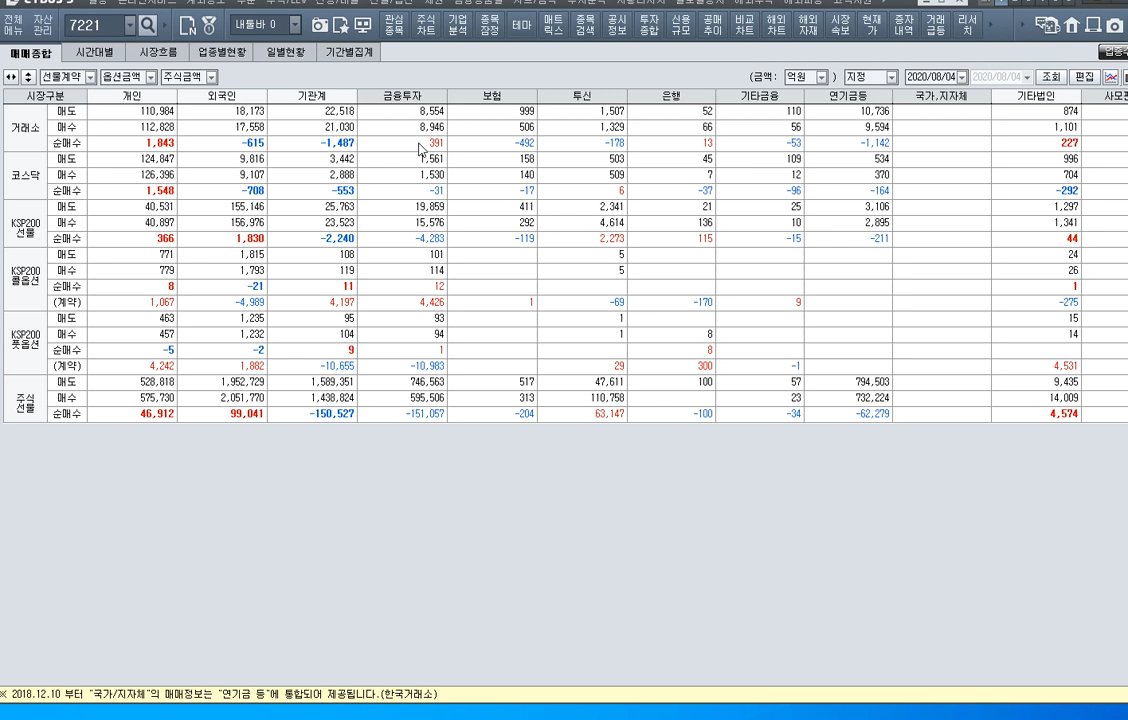 전체 자산 7221 내툴바 0 관심 주식 기업 종목 테마 매트 종목 공시 투자 신용 공매 비교 해외 해외 시장 현재 증자 거래 리서
메뉴 관리 종목 차트 분석 잠정 릭스 검색 정보 종합 규모 추미 차트 차트 자재 속보 가 내역 급등 치
매매종합 시간대별 시장흐름 업종별현황 일별현황 기간별집계
선물계약 옵션금액 주식금액 (금액: 억원 ) 지정 2020/08/04 2020/08/04 조회 편집
시장구분 개인 외국인 기관계 금융투자 보험 투신 은행 기타금융 연기금등 국가,지자체 기타법인 사모펀
거래소
매도 110,984 18,173 22,518 8,554 999 1,507 52 110 10,736 874
매수 112,828 17,558 21,030 8,946 506 1,329 66 56 9,594 1,101
순매수 1,843 -615 -1,487 391 -492 -178 13 -53 -1,142 227
코스닥
매도 124,847 9,816 3,442 1,561 158 503 45 109 534 996
매수 126,396 9,107 2,888 1,530 140 509 7 12 370 704
순매수 1,548 -708 -553 -31 -17 6 -37 -96 -164 -292
KSP200
선물
매도 40,531 155,146 25,763 19,859 411 2,341 21 25 3,106 1,297
매수 40,897 156,976 23,523 15,576 292 4,614 136 10 2,895 1,341
순매수 366 1,830 -2,240 -4,283 -119 2,273 115 -15 -211 44
KSP200
콜옵션
매도 771 1,815 108 101 5 24
매수 779 1,793 119 114 5 26
순매수 8 -21 11 12 1
(계약) 1,067 -4,989 4,197 4,426 1 -69 -170 9 -275
KSP200
풋옵션
매도 463 1,235 95 93 1 15
매수 457 1,232 104 94 1 8 14
순매수 -5 -2 9 1 8
(계약) 4,242 1,882 -10,655 -10,983 29 300 -1 4,531
주식
선물
매도 528,818 1,952,729 1,589,351 746,563 517 47,611 100 57 794,503 9,435
매수 575,730 2,051,770 1,438,824 595,506 313 110,758 23 732,224 14,009
순매수 46,912 99,041 -150,527 -151,057 -204 63,147 -100 -34 -62,279 4,574
※ 2018.12.10 부터 "국가/지자체"의 매매정보는 "연기금 등"에 통합되어 제공됩니다.(한국거래소)